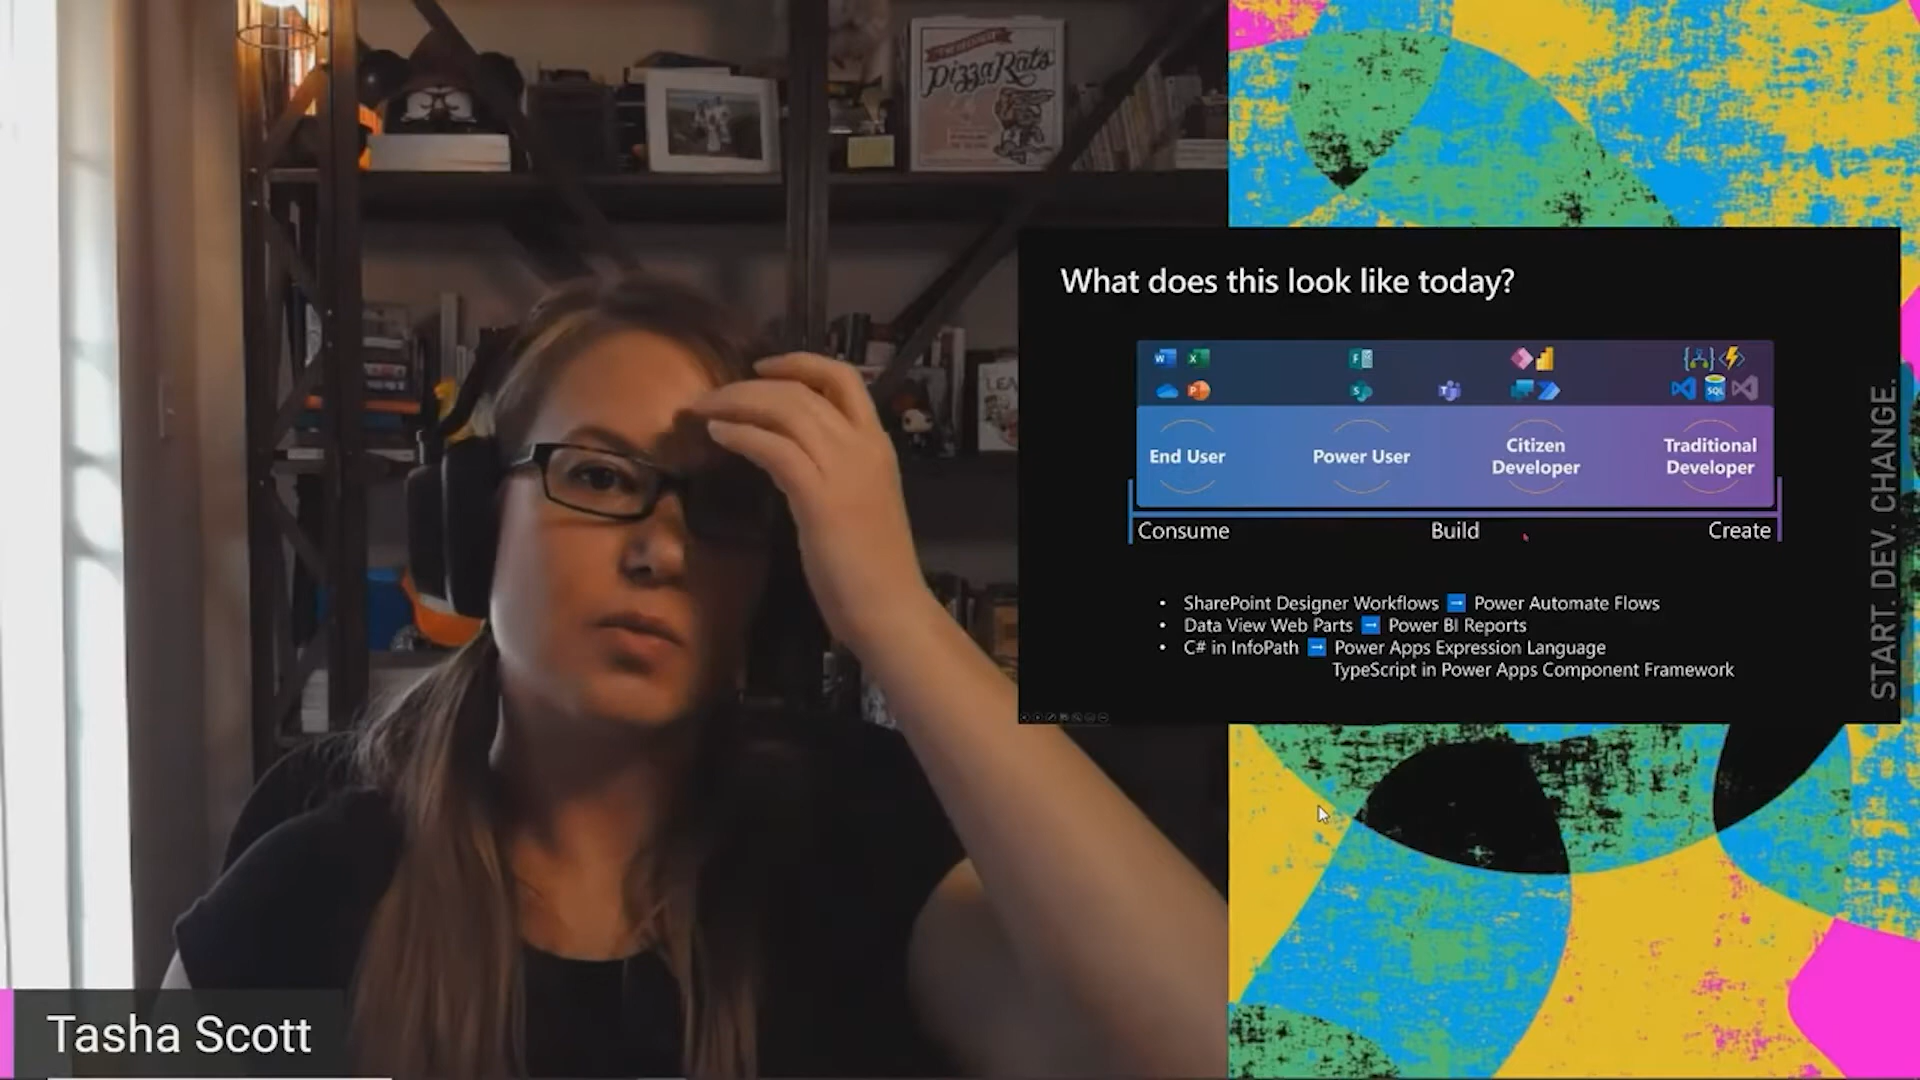 PizzaRats
LEA
What does this look like today?
W
X
F
P
S
T
SQL
End User
Power User
Citizen
Developer
Traditional
Developer
Consume
Build
Create
• SharePoint Designer Workflows ➡ Power Automate Flows
• Data View Web Parts ➡ Power BI Reports
• C# in InfoPath ➡ Power Apps Expression Language
TypeScript in Power Apps Component Framework
START. DEV. CHANGE.
Tasha Scott